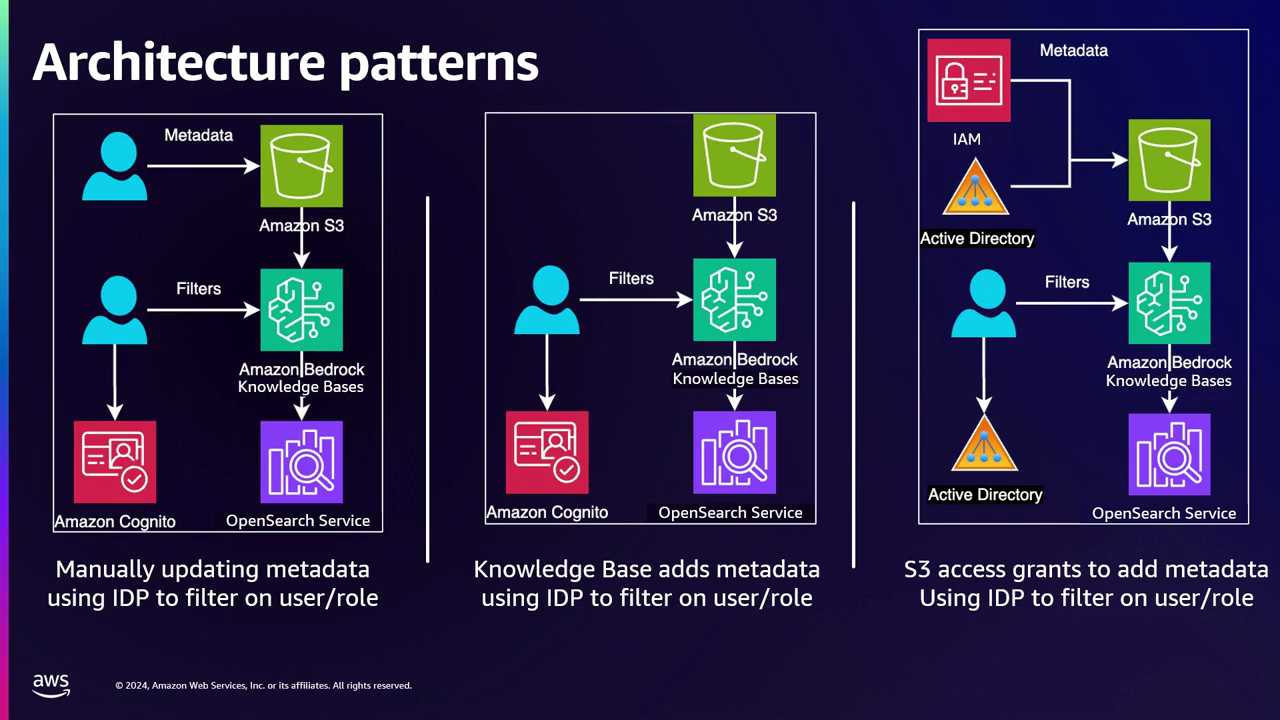 Architecture patterns
Metadata
Amazon S3
Filters
Amazon Bedrock
Knowledge Bases
Amazon Cognito
OpenSearch Service
Manually updating metadata
using IDP to filter on user/role
Amazon S3
Filters
Amazon Bedrock
Knowledge Bases
Amazon Cognito
OpenSearch Service
Knowledge Base adds metadata
using IDP to filter on user/role
Metadata
IAM
Amazon S3
Active Directory
Filters
Amazon Bedrock
Knowledge Bases
Active Directory
OpenSearch Service
S3 access grants to add metadata
Using IDP to filter on user/role
aws
© 2024, Amazon Web Services, Inc. or its affiliates. All rights reserved.